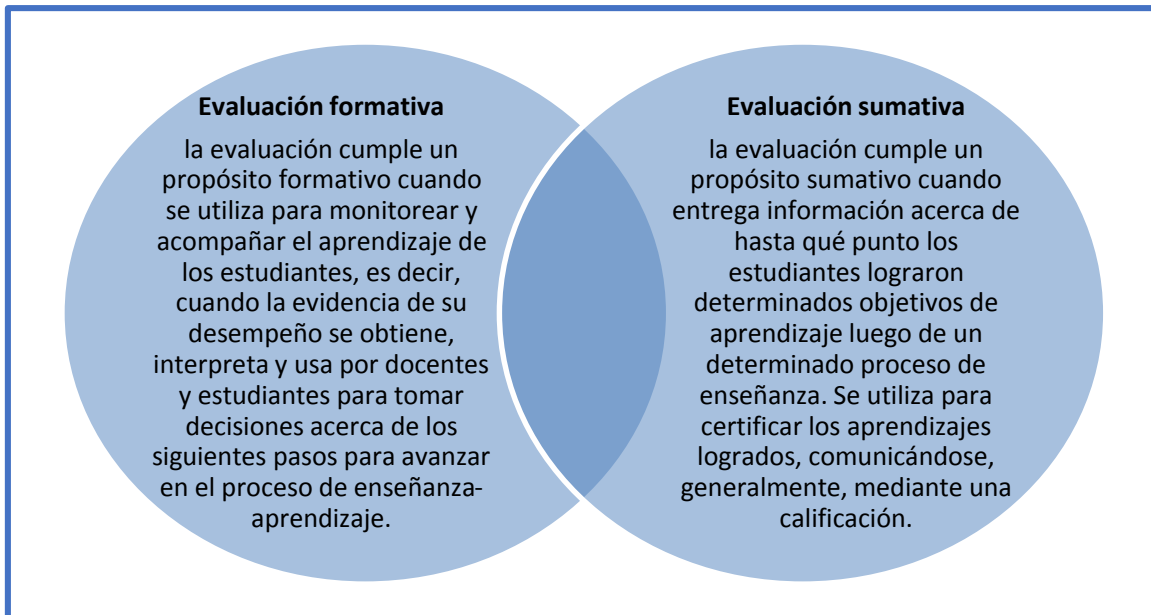 Evaluación formativa
la evaluación cumple un
propósito formativo cuando
se utiliza para monitorear y
acompañar el aprendizaje de
los estudiantes, es decir,
cuando la evidencia de su
desempeño se obtiene,
interpreta y usa por docentes
y estudiantes para tomar
decisiones acerca de los
siguientes pasos para avanzar
en el proceso de enseñanza-
aprendizaje.
Evaluación sumativa
la evaluación cumple un
propósito sumativo cuando
entrega información acerca de
hasta qué punto los
estudiantes lograron
determinados objetivos de
aprendizaje luego de un
determinado proceso de
enseñanza. Se utiliza para
certificar los aprendizajes
logrados, comunicándose,
generalmente, mediante una
calificación.